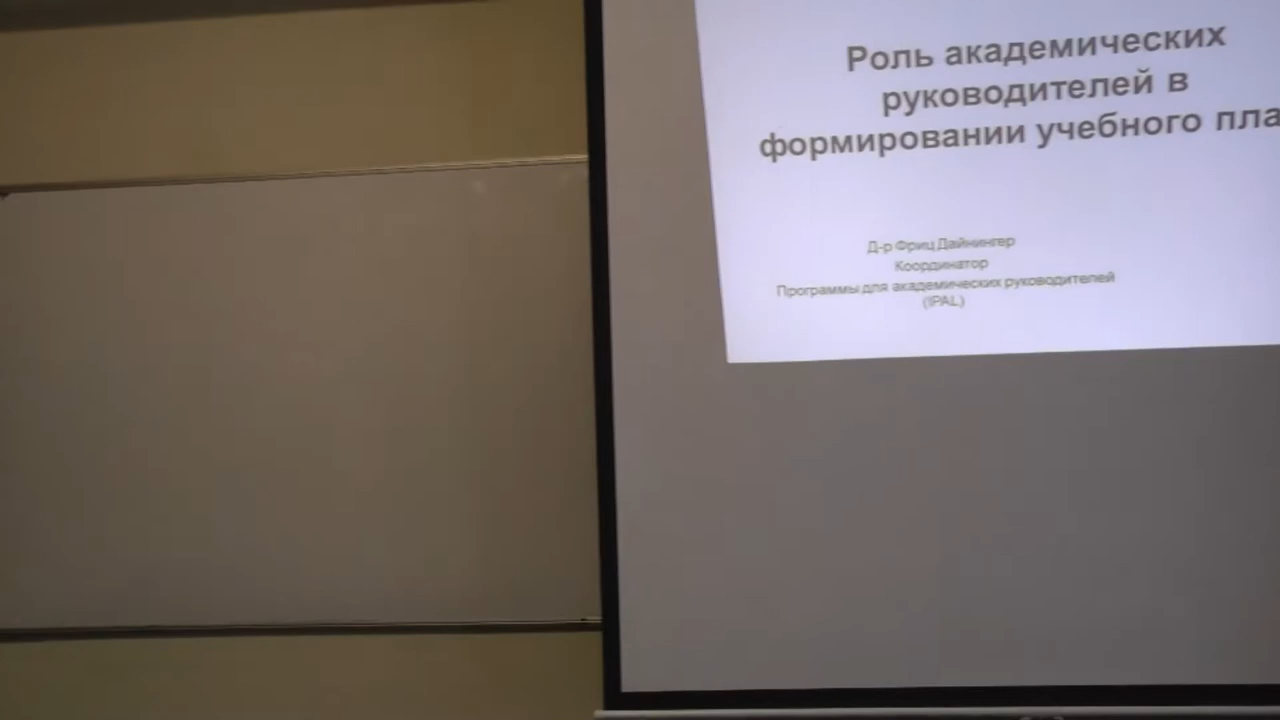 Роль академических
руководителей в
формировании учебного пла
Д-р Фриц Дайнингер
Координатор
Программы для академических руководителей
(IPAL)